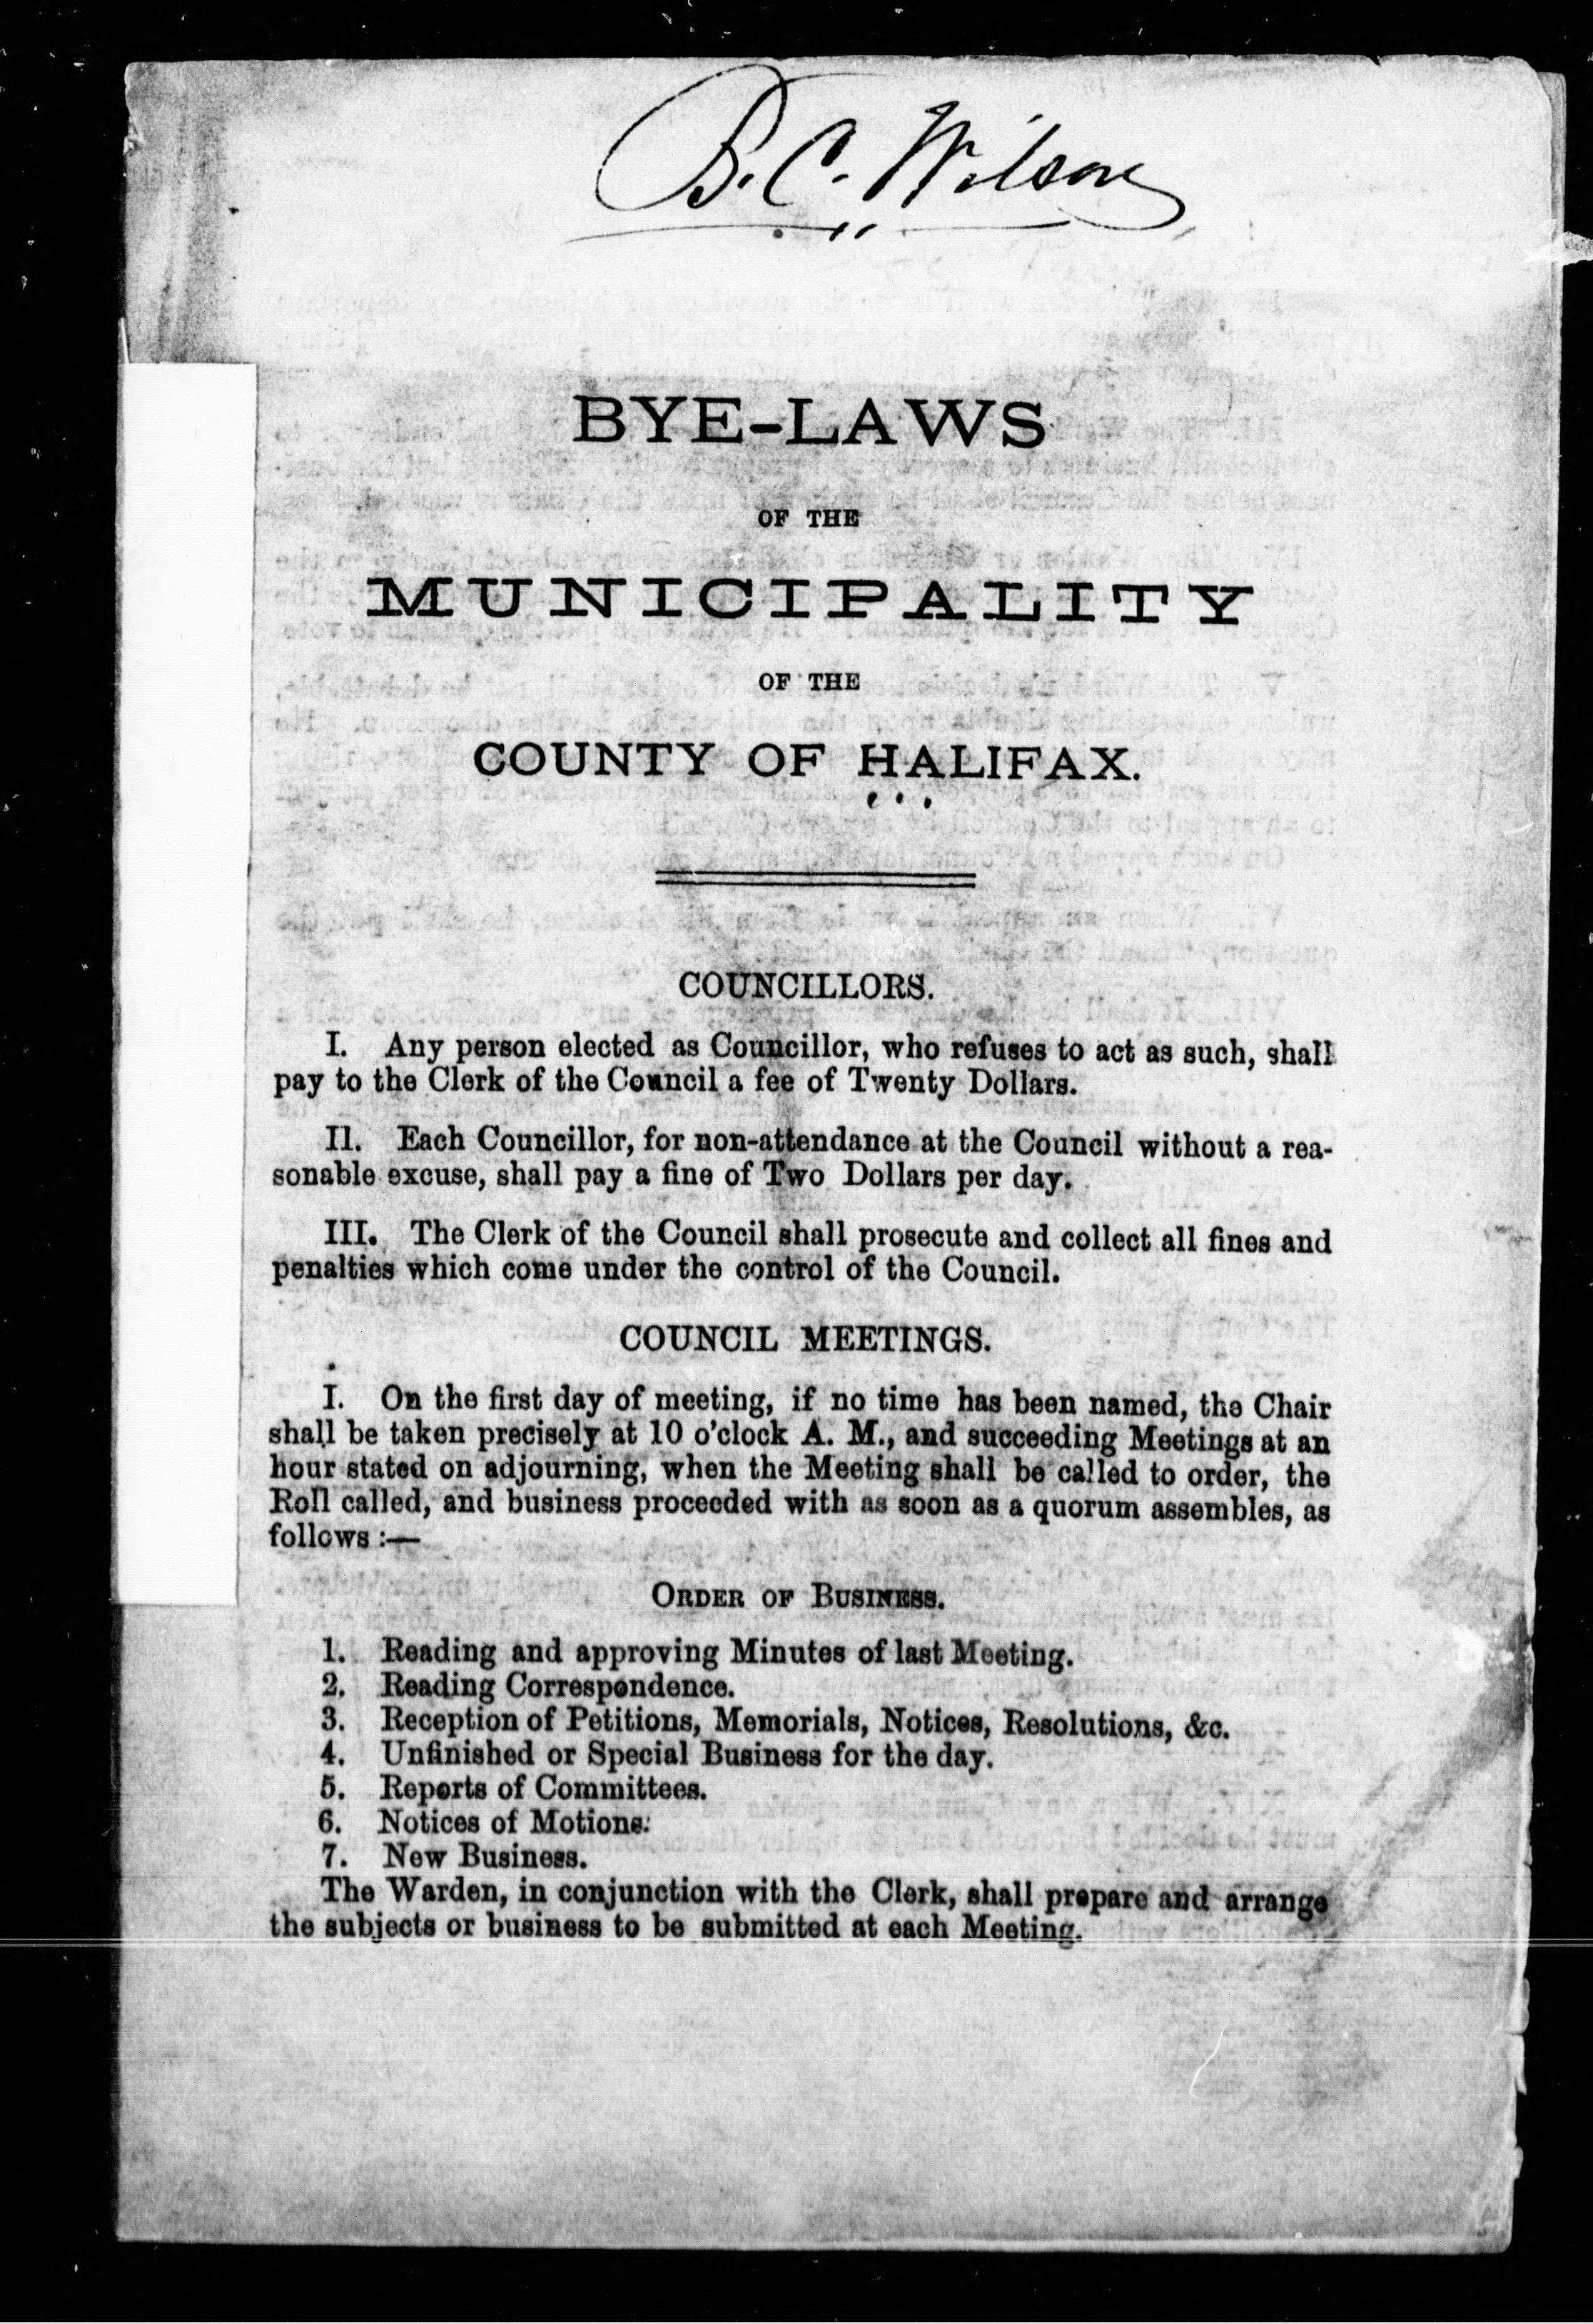 B. C. Wilson
BYE-LAWS
OF THE
MUNICIPALITY
OF THE
COUNTY OF HALIFAX.
COUNCILLORS.
I. Any person elected as Councillor, who refuses to act as such, shall
pay to the Clerk of the Council a fee of Twenty Dollars.
II. Each Councillor, for non-attendance at the Council without a rea-
sonable excuse, shall pay a fine of Two Dollars per day.
III. The Clerk of the Council shall prosecute and collect all fines and
penalties which come under the control of the Council.
COUNCIL MEETINGS.
I. On the first day of meeting, if no time has been named, the Chair
shall be taken precisely at 10 o'clock A. M., and succeeding Meetings at an
hour stated on adjourning, when the Meeting shall be called to order, the
Roll called, and business proceeded with as soon as a quorum assembles, as
follows :—
ORDER OF BUSINESS.
1. Reading and approving Minutes of last Meeting.
2. Reading Correspondence.
3. Reception of Petitions, Memorials, Notices, Resolutions, &c.
4. Unfinished or Special Business for the day.
5. Reports of Committees.
6. Notices of Motions.
7. New Business.
The Warden, in conjunction with the Clerk, shall prepare and arrange
the subjects or business to be submitted at each Meeting.